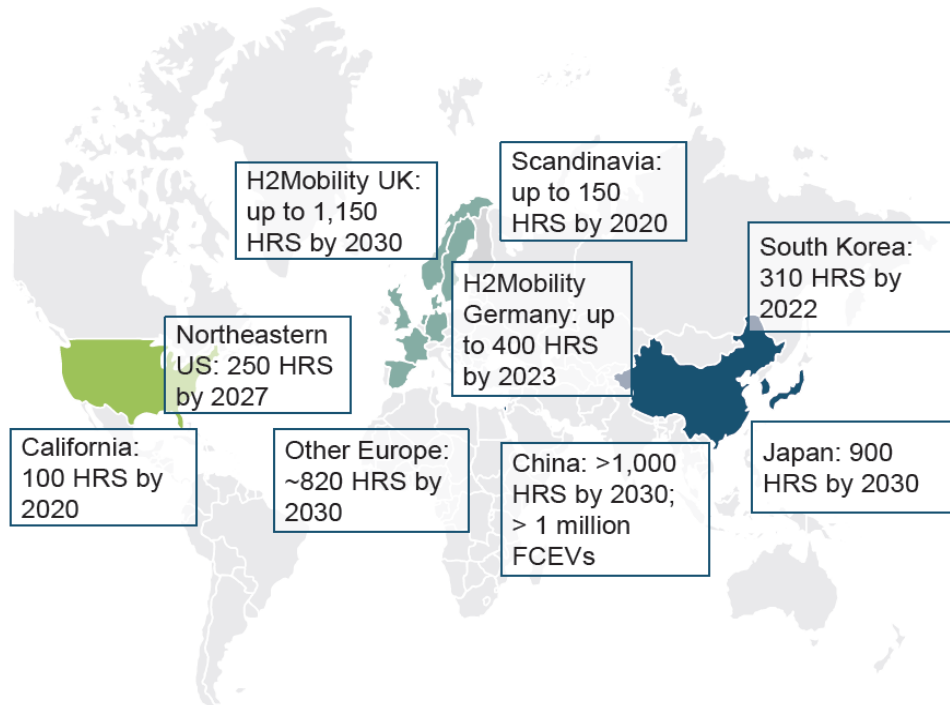 H2Mobility UK:
up to 1,150
HRS by 2030
Scandinavia:
up to 150
HRS by 2020
South Korea:
310 HRS by
2022
H2Mobility
Germany: up
to 400 HRS
by 2023
Northeastern
US: 250 HRS
by 2027
California:
100 HRS by
2020
Other Europe:
~820 HRS by
2030
China: >1,000
HRS by 2030;
> 1 million
FCEVs
Japan: 900
HRS by 2030